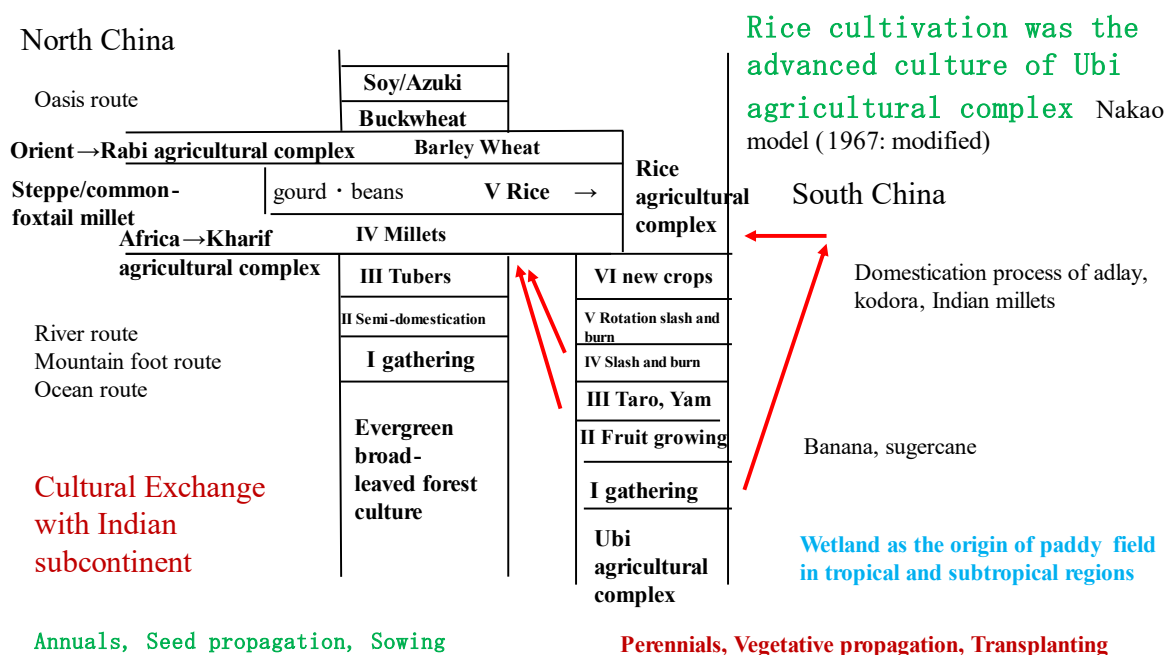 North China
Oasis route
Soy/Azuki
Buckwheat
Orient→Rabi agricultural complex
Barley Wheat
Steppe/common-
foxtail millet
gourd・beans
V Rice →
Rice
agricultural
complex
Africa→Kharif
agricultural complex
IV Millets
III Tubers
II Semi-domestication
I gathering
Evergreen
broad-
leaved forest
culture
River route
Mountain foot route
Ocean route
Cultural Exchange
with Indian
subcontinent
VI new crops
V Rotation slash and
burn
IV Slash and burn
III Taro, Yam
II Fruit growing
I gathering
Ubi
agricultural
complex
Rice cultivation was the
advanced culture of Ubi
agricultural complex Nakao
model (1967: modified)
South China
Domestication process of adlay,
kodora, Indian millets
Banana, sugercane
Wetland as the origin of paddy field
in tropical and subtropical regions
Annuals, Seed propagation, Sowing
Perennials, Vegetative propagation, Transplanting